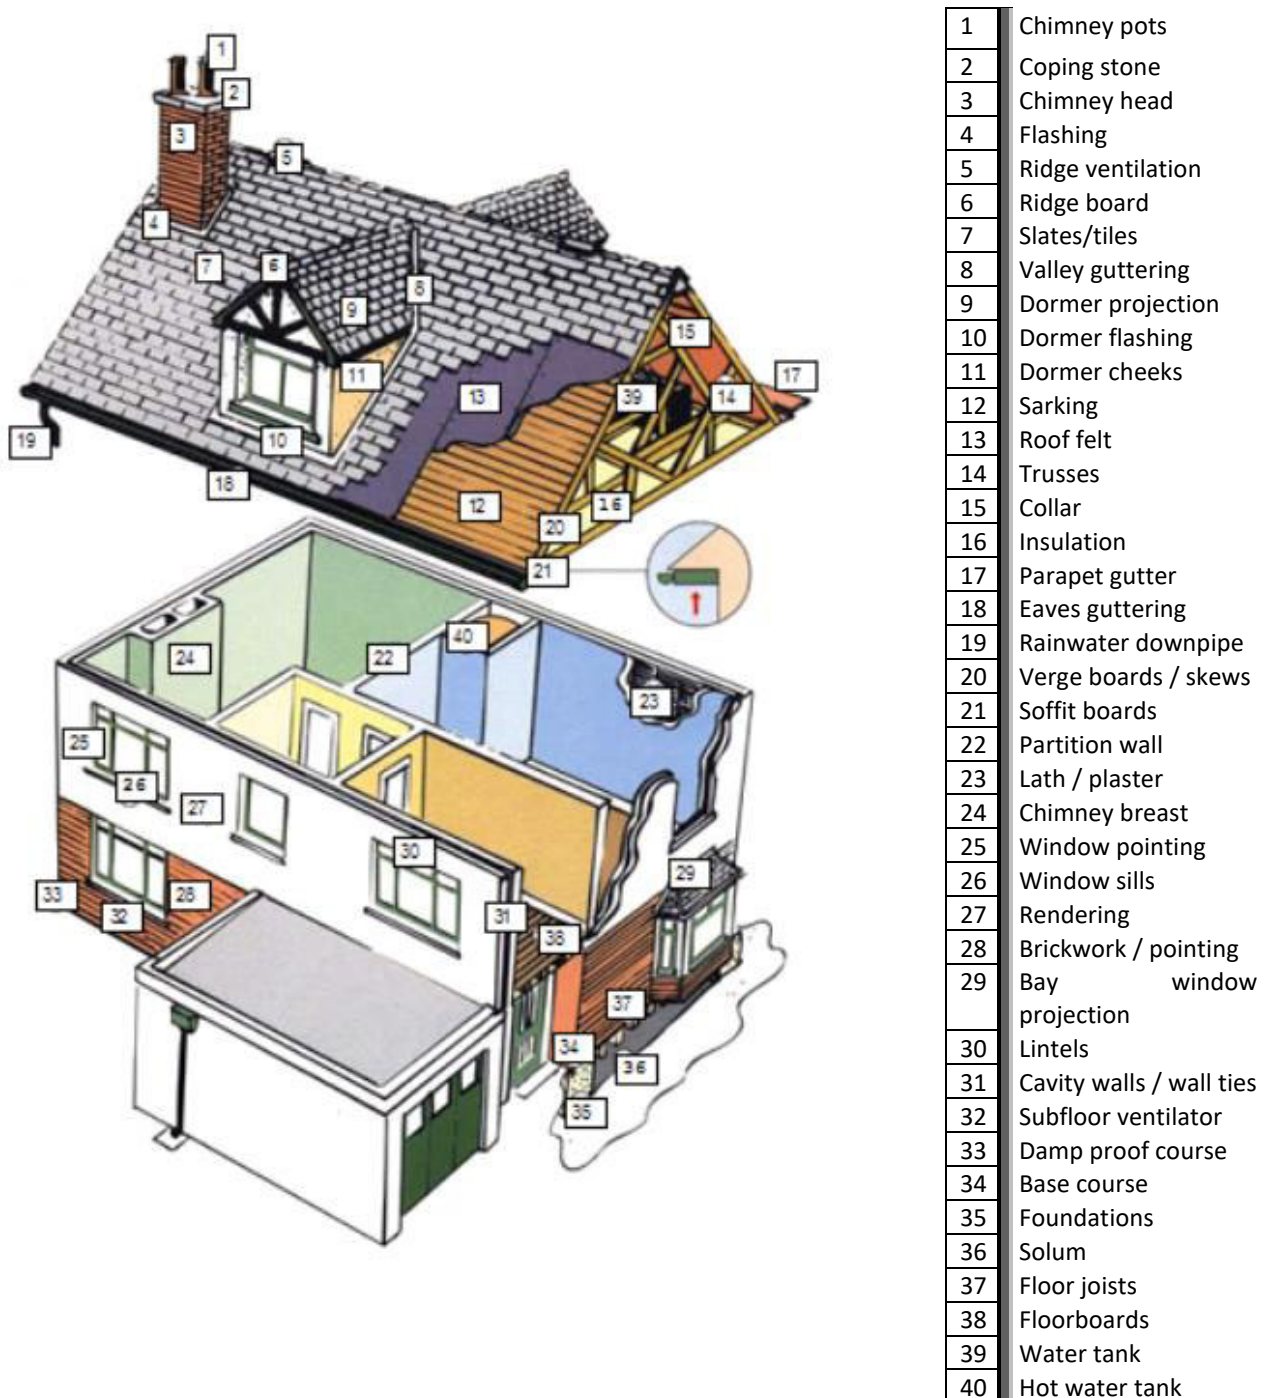 1
2
3
5
4
7
6
8
9
15
11
17
39
14
13
10
19
18
12
16
20
21
40
22
24
23
25
26
27
30
29
28
33
32
31
38
37
34
36
35
1 Chimney pots
2 Coping stone
3 Chimney head
4 Flashing
5 Ridge ventilation
6 Ridge board
7 Slates/tiles
8 Valley guttering
9 Dormer projection
10 Dormer flashing
11 Dormer cheeks
12 Sarking
13 Roof felt
14 Trusses
15 Collar
16 Insulation
17 Parapet gutter
18 Eaves guttering
19 Rainwater downpipe
20 Verge boards / skews
21 Soffit boards
22 Partition wall
23 Lath / plaster
24 Chimney breast
25 Window pointing
26 Window sills
27 Rendering
28 Brickwork / pointing
29 Bay window
projection
30 Lintels
31 Cavity walls / wall ties
32 Subfloor ventilator
33 Damp proof course
34 Base course
35 Foundations
36 Solum
37 Floor joists
38 Floorboards
39 Water tank
40 Hot water tank